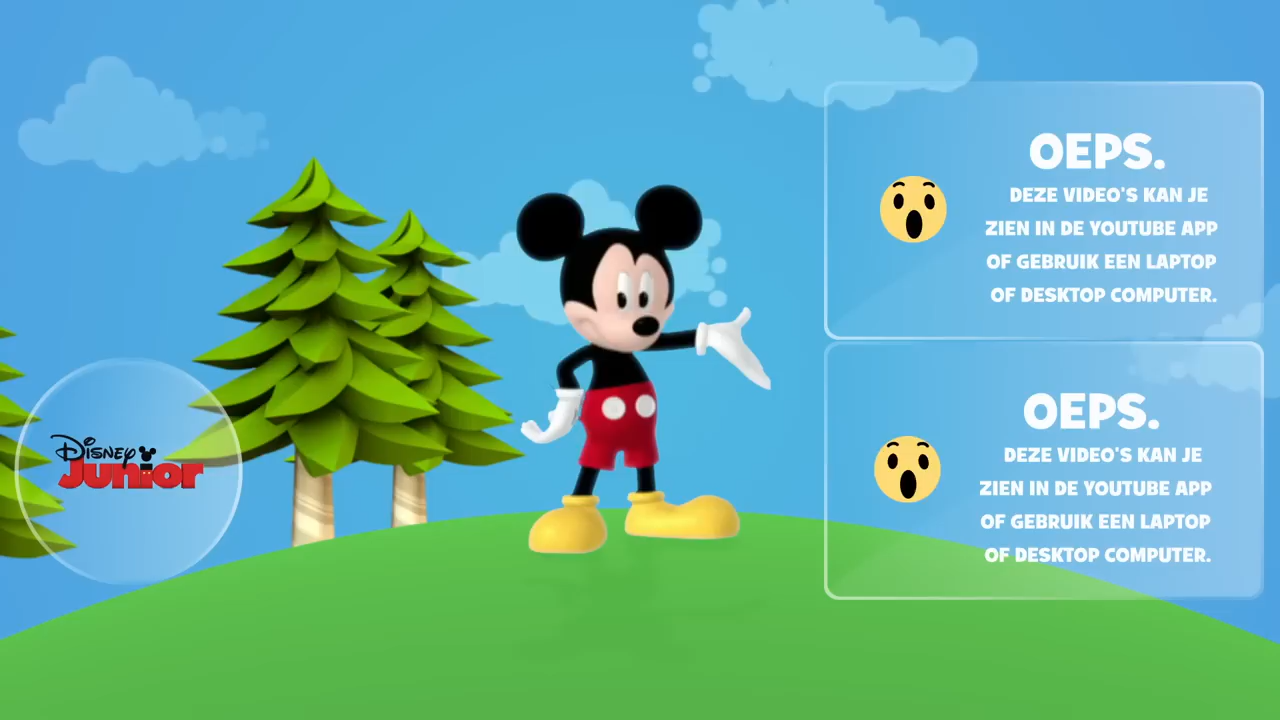 OEPS.
DEZE VIDEO'S KAN JE
ZIEN IN DE YOUTUBE APP
OF GEBRUIK EEN LAPTOP
OF DESKTOP COMPUTER.
OEPS.
DEZE VIDEO'S KAN JE
ZIEN IN DE YOUTUBE APP
OF GEBRUIK EEN LAPTOP
OF DESKTOP COMPUTER.
Disney
Junior